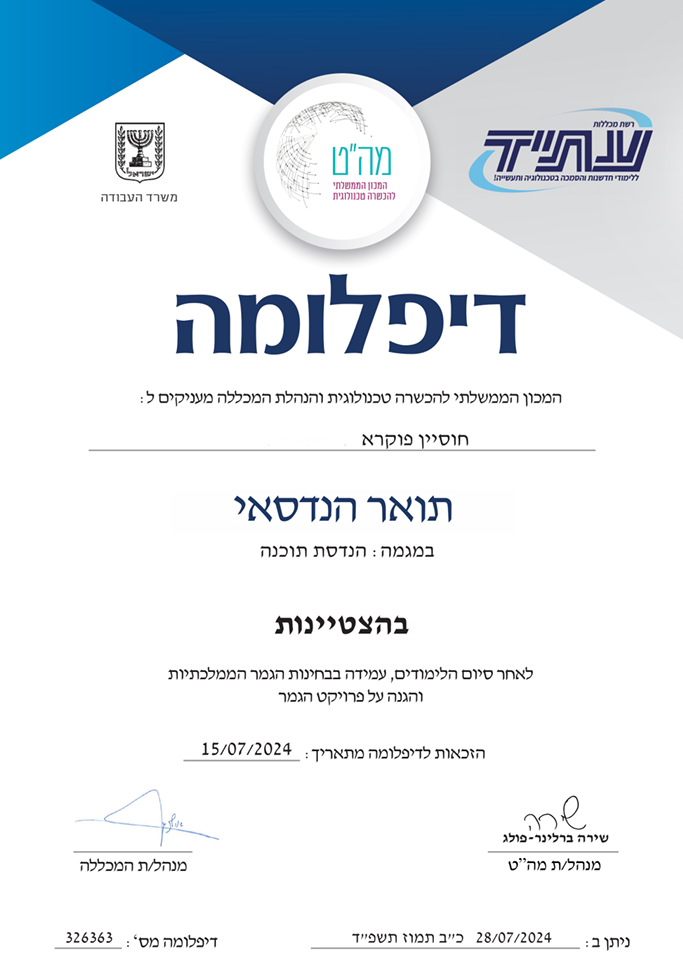 רשת מכללות
ענתייד
ללימודי חדשנות והסמכה בטכנולוגיה ותעשייה!
מה"ט
המכון הממשלתי
להכשרה טכנולוגית
ישראל
משרד העבודה
דיפלומה
המכון הממשלתי להכשרה טכנולוגית והנהלת המכללה מעניקים ל :
חוסיין פוקרא
תואר הנדסאי
במגמה : הנדסת תוכנה
בהצטיינות
לאחר סיום הלימודים, עמידה בבחינות הגמר הממלכתיות
והגנה על פרויקט הגמר
הזכאות לדיפלומה מתאריך : 15/07/2024
שירה ברלינר-פולג
מנהל/ת מה"ט
מנהל/ת המכללה
ניתן ב : 28/07/2024 כ"ב תמוז תשפ"ד
דיפלומה מס' : 326363